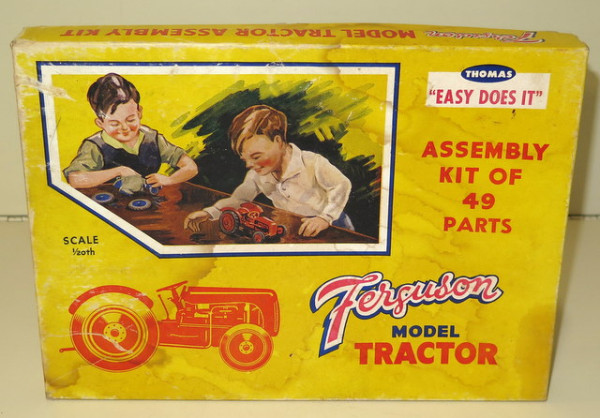 MODEL TRACTOR ASSEMBLY KIT
Ferguson
THOMAS
"EASY DOES IT"
ASSEMBLY
KIT OF
49
PARTS
SCALE
1/20th
Ferguson
MODEL
TRACTOR